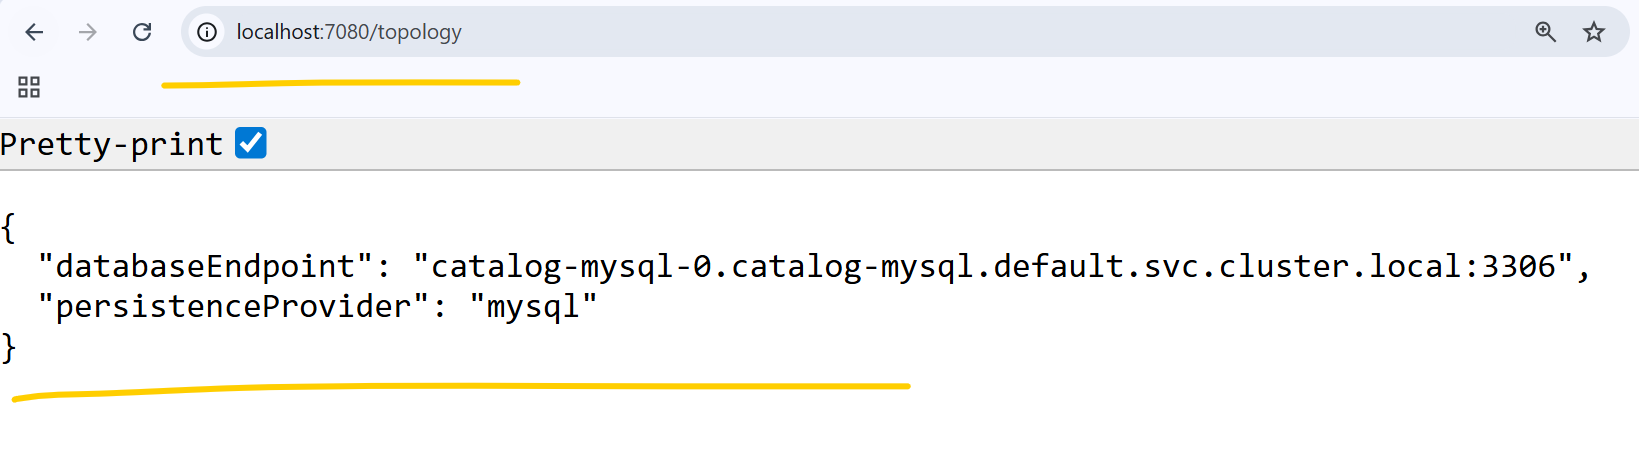 localhost:7080/topology
Pretty-print
{
"databaseEndpoint": "catalog-mysql-0.catalog-mysql.default.svc.cluster.local:3306",
"persistenceProvider": "mysql"
}